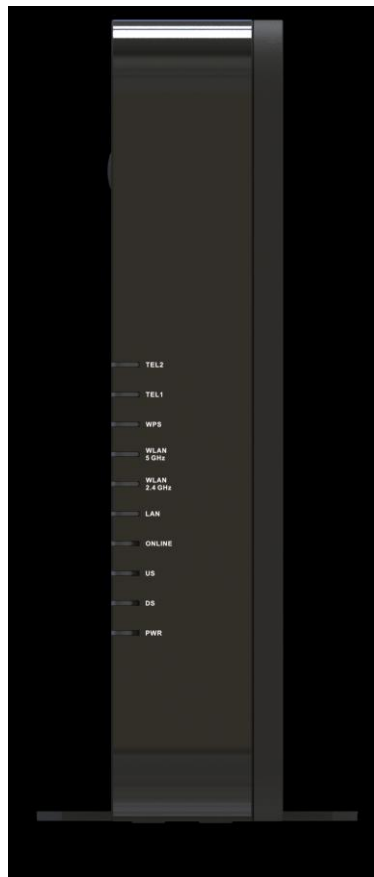 TEL2
TEL1
WPS
WLAN
5 GHz
WLAN
2.4 GHz
LAN
ONLINE
US
DS
PWR